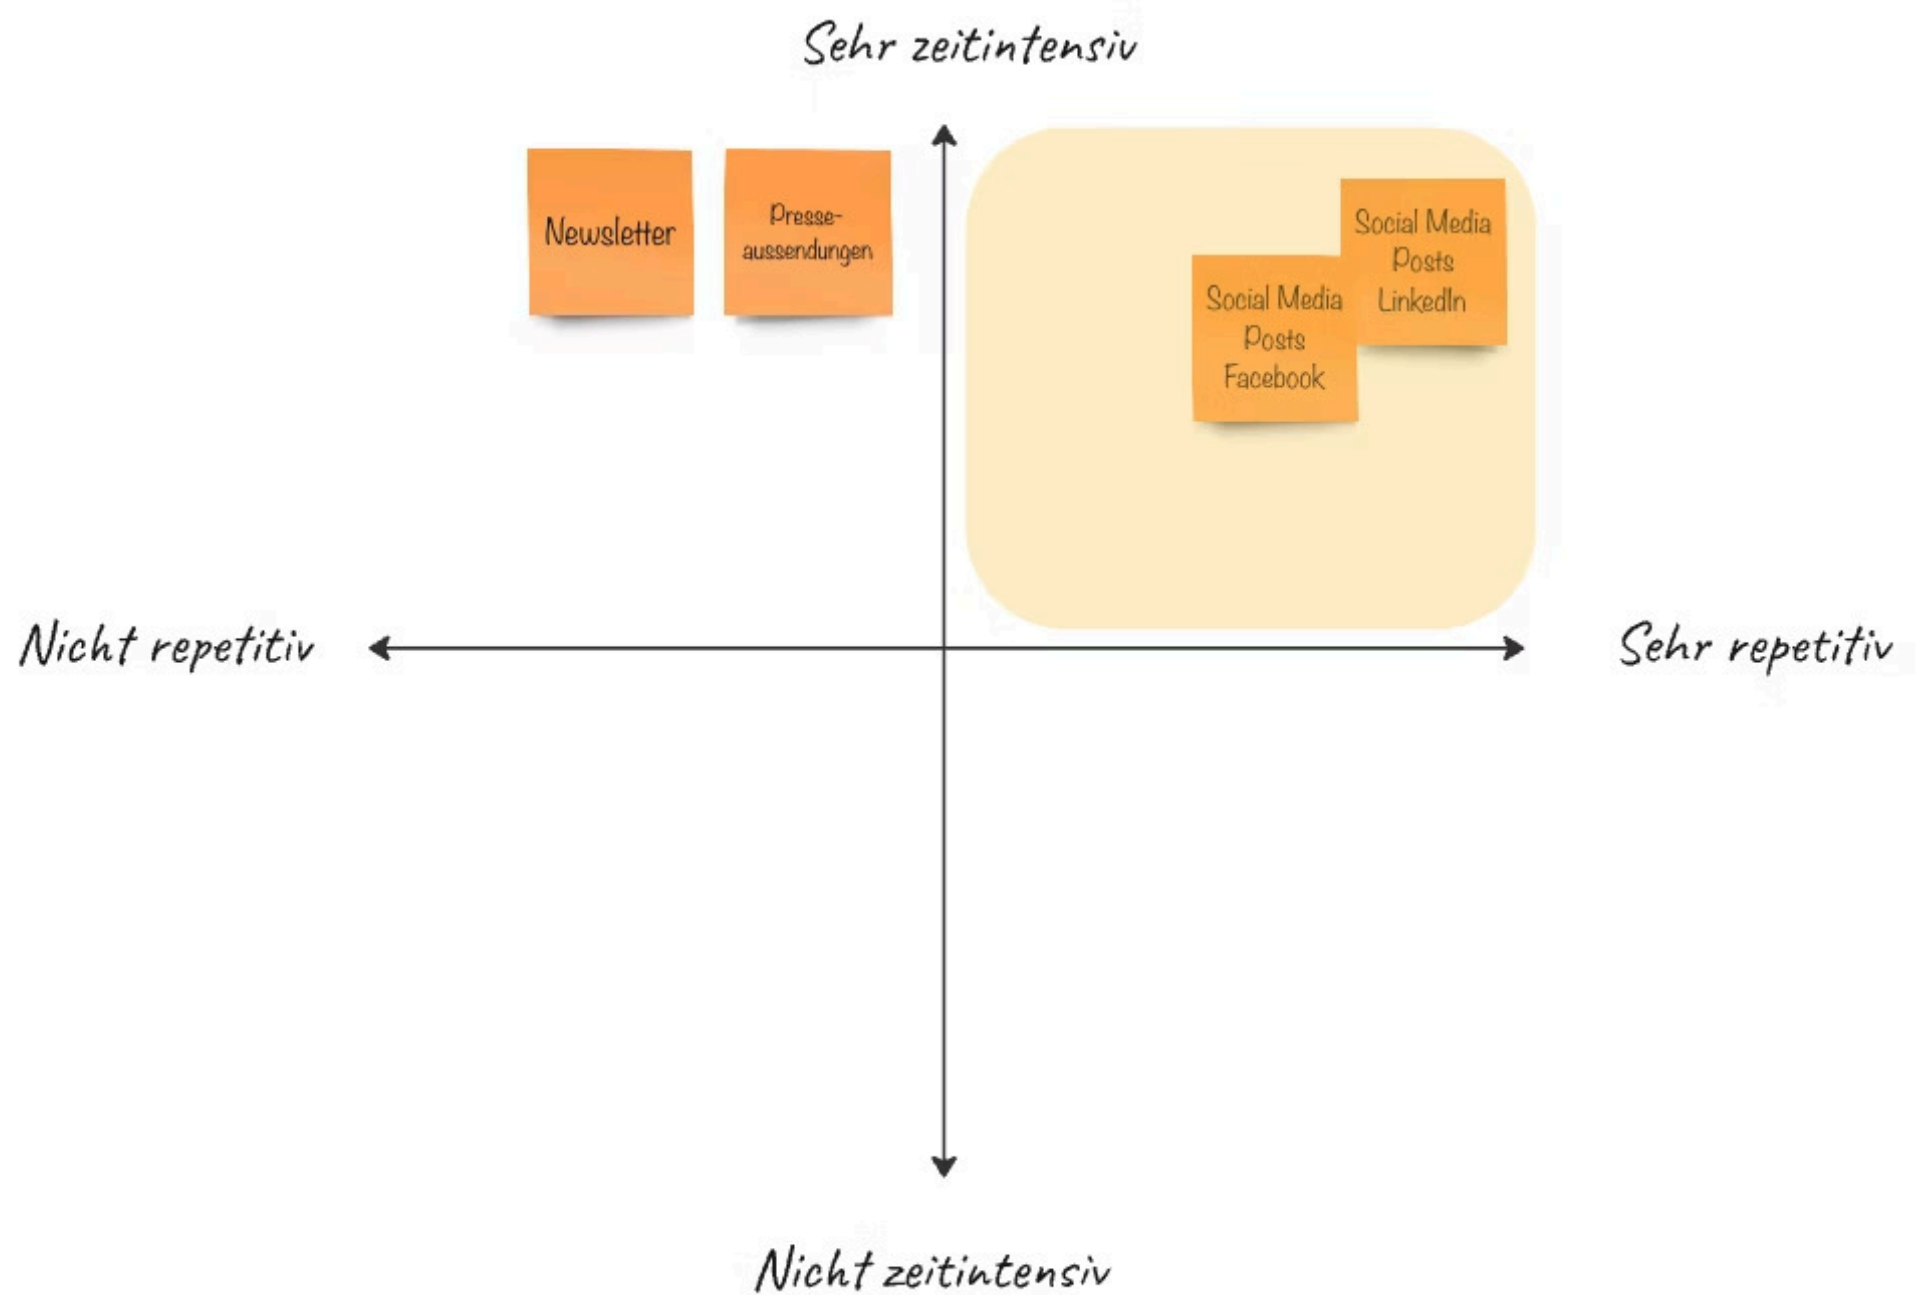 Sehr zeitintensiv
Newsletter
Presse-
aussendungen
Social Media
Posts
LinkedIn
Social Media
Posts
Facebook
Nicht repetitiv
Sehr repetitiv
Nicht zeitintensiv